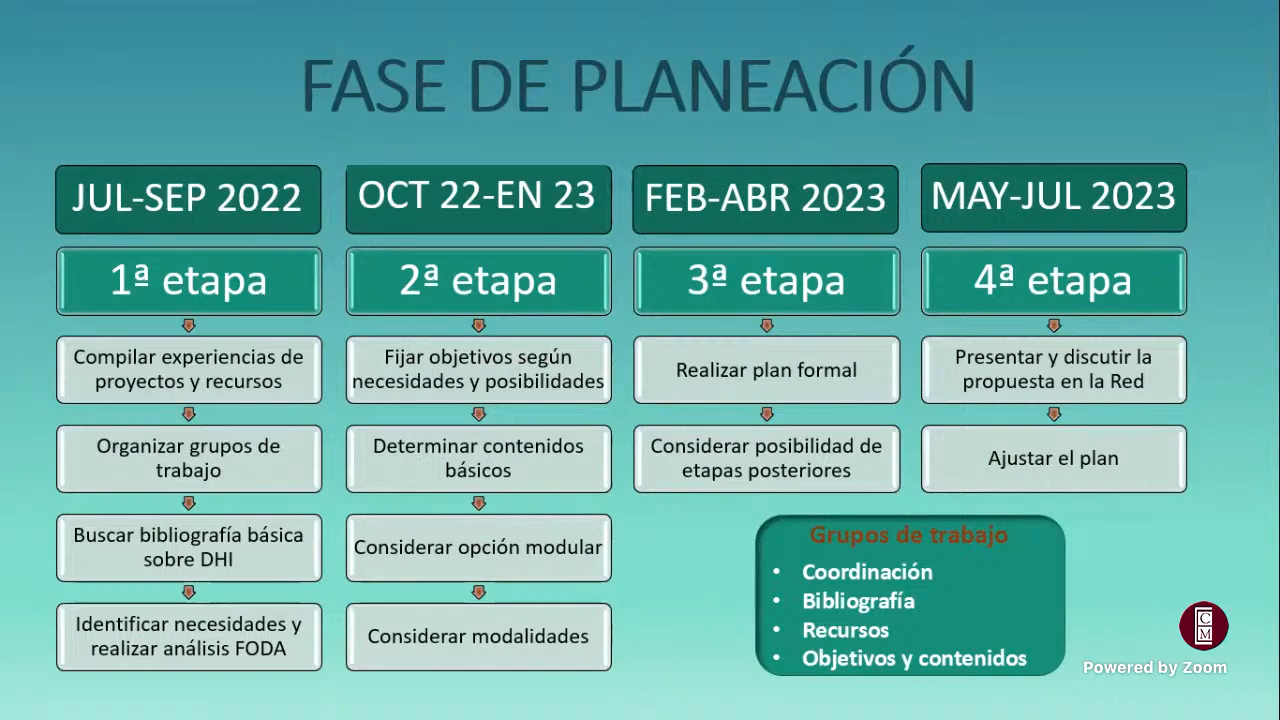 FASE DE PLANEACIÓN
JUL-SEP 2022
1ª etapa
Compilar experiencias de
proyectos y recursos
Organizar grupos de
trabajo
Buscar bibliografía básica
sobre DHI
Identificar necesidades y
realizar análisis FODA
OCT 22-EN 23
2ª etapa
Fijar objetivos según
necesidades y posibilidades
Determinar contenidos
básicos
Considerar opción modular
Considerar modalidades
FEB-ABR 2023
3ª etapa
Realizar plan formal
Considerar posibilidad de
etapas posteriores
MAY-JUL 2023
4ª etapa
Presentar y discutir la
propuesta en la Red
Ajustar el plan
Grupos de trabajo
• Coordinación
• Bibliografía
• Recursos
• Objetivos y contenidos
CM
Powered by Zoom